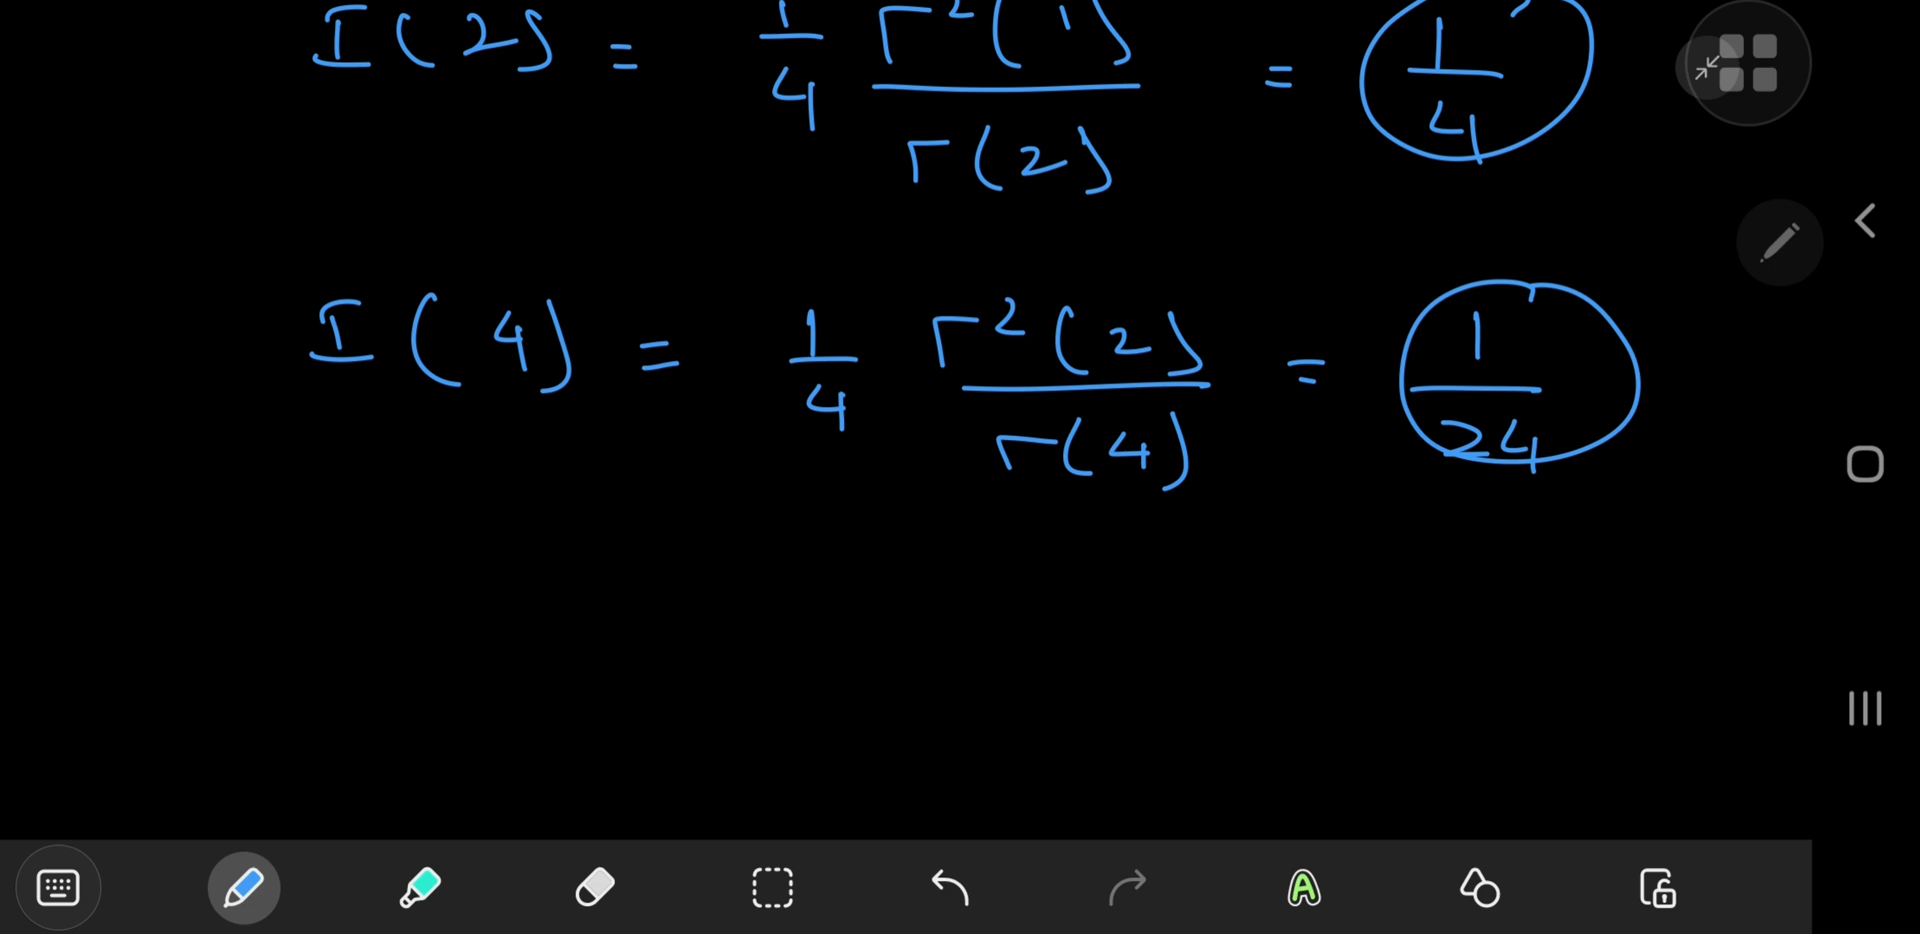 I(2) = 1/4 Γ²(1)/Γ(2) = 1/4
I(4) = 1/4 Γ²(2)/Γ(4) = 1/24
A